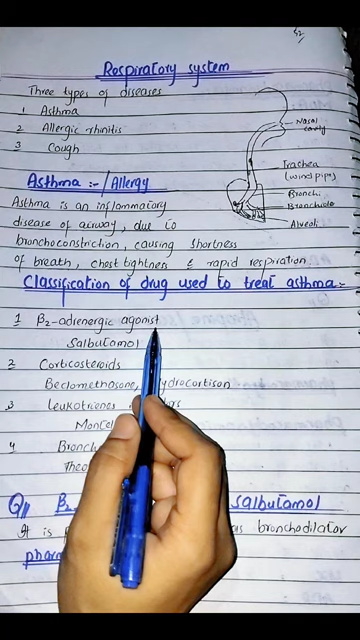 52
Respiratory system
Three types of diseases
1 Asthma
2 Allergic rhinitis
3 Cough
Nasal cavity
Trachea
(wind pipe)
Bronchi
Bronchiole
Alveoli
Asthma :- / Allergy
Asthma is an inflammatory
disease of airway, due to
bronchoconstriction, causing shortness
of breath, chest tightness & rapid respiration
Classification of drug used to treat asthma:-
1 β2-adrenergic agonist
Salbutamol
2 Corticosteroids
Beclomethasone, Hydrocortison
3 Leukotrienes
4
Q11 β2 Salbutamol
It is bronchodilator